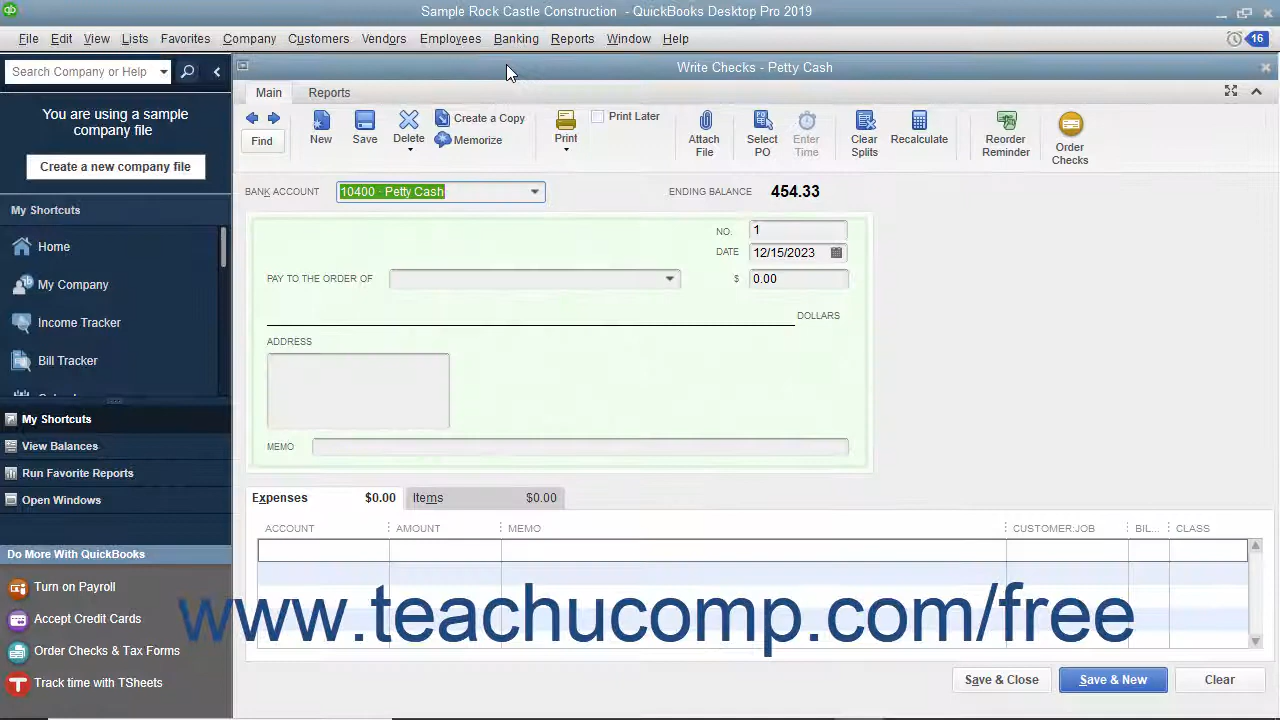 Sample Rock Castle Construction - QuickBooks Desktop Pro 2019
File Edit View Lists Favorites Company Customers Vendors Employees Banking Reports Window Help 16
Search Company or Help
Write Checks - Petty Cash
You are using a sample
company file
Create a new company file
My Shortcuts
Home
My Company
Income Tracker
Bill Tracker
My Shortcuts
View Balances
Run Favorite Reports
Open Windows
Do More With QuickBooks
Turn on Payroll
Accept Credit Cards
Order Checks & Tax Forms
Track time with TSheets
Main Reports
Find
New
Save
Delete
Create a Copy
Memorize
Print
Print Later
Attach
File
Select
PO
Enter
Time
Clear
Splits
Recalculate
Reorder
Reminder
Order
Checks
BANK ACCOUNT 10400 · Petty Cash ENDING BALANCE 454.33
NO. 1
DATE 12/15/2023
PAY TO THE ORDER OF $ 0.00
DOLLARS
ADDRESS
MEMO
Expenses $0.00 Items $0.00
ACCOUNT AMOUNT MEMO CUSTOMER:JOB BIL... CLASS
www.teachucomp.com/free
Save & Close Save & New Clear